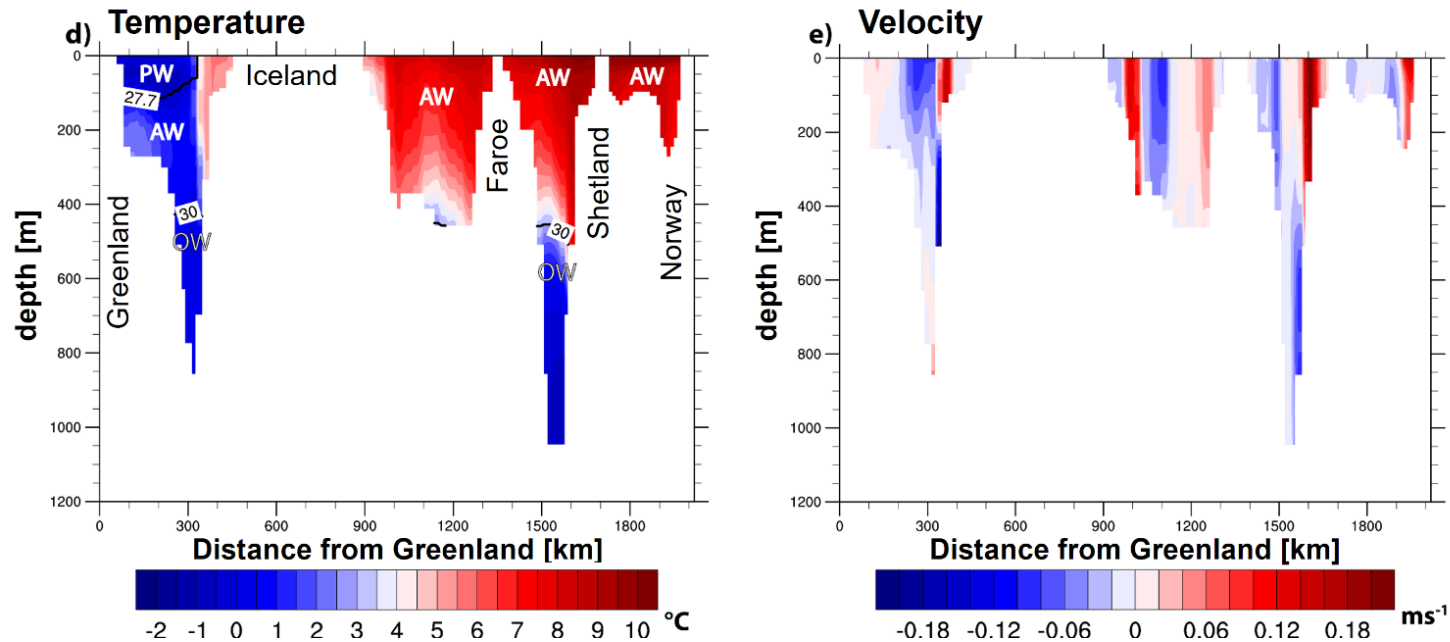 d) Temperature
0
200
400
600
800
1000
1200
depth [m]
PW
27.7
AW
30
OW
Greenland
Iceland
AW
Faroe
AW
30
OW
Shetland
AW
Norway
0 300 600 900 1200 1500 1800
Distance from Greenland [km]
-2 -1 0 1 2 3 4 5 6 7 8 9 10 °C
e) Velocity
0
200
400
600
800
1000
1200
depth [m]
0 300 600 900 1200 1500 1800
Distance from Greenland [km]
-0.18 -0.12 -0.06 0 0.06 0.12 0.18 ms⁻¹